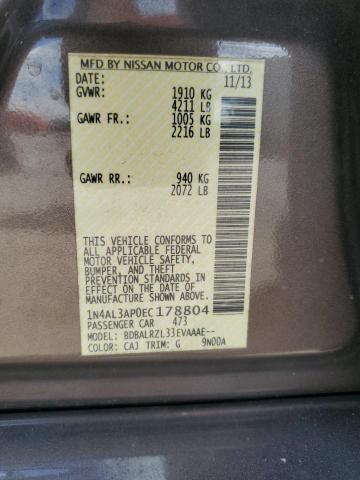 MFD BY NISSAN MOTOR CO., LTD.
DATE: 11/13
GVWR: 1910 KG
4211 LB
GAWR FR.: 1005 KG
2216 LB
GAWR RR.: 940 KG
2072 LB
THIS VEHICLE CONFORMS TO
ALL APPLICABLE FEDERAL
MOTOR VEHICLE SAFETY,
BUMPER, AND THEFT
PREVENTION STANDARDS IN
EFFECT ON THE DATE OF
MANUFACTURE SHOWN ABOVE.
1N4AL3AP0EC178804
PASSENGER CAR 473
MODEL: BDBALRZL33EVAAAE--
COLOR: CAJ TRIM: G 9N00A